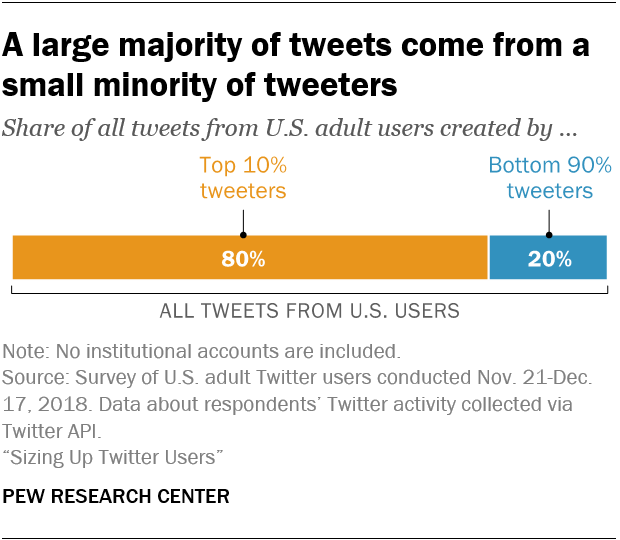 A large majority of tweets come from a
small minority of tweeters
Share of all tweets from U.S. adult users created by ...
Top 10%
tweeters
Bottom 90%
tweeters
80%
20%
ALL TWEETS FROM U.S. USERS
Note: No institutional accounts are included.
Source: Survey of U.S. adult Twitter users conducted Nov. 21-Dec.
17, 2018. Data about respondents’ Twitter activity collected via
Twitter API.
“Sizing Up Twitter Users”
PEW RESEARCH CENTER